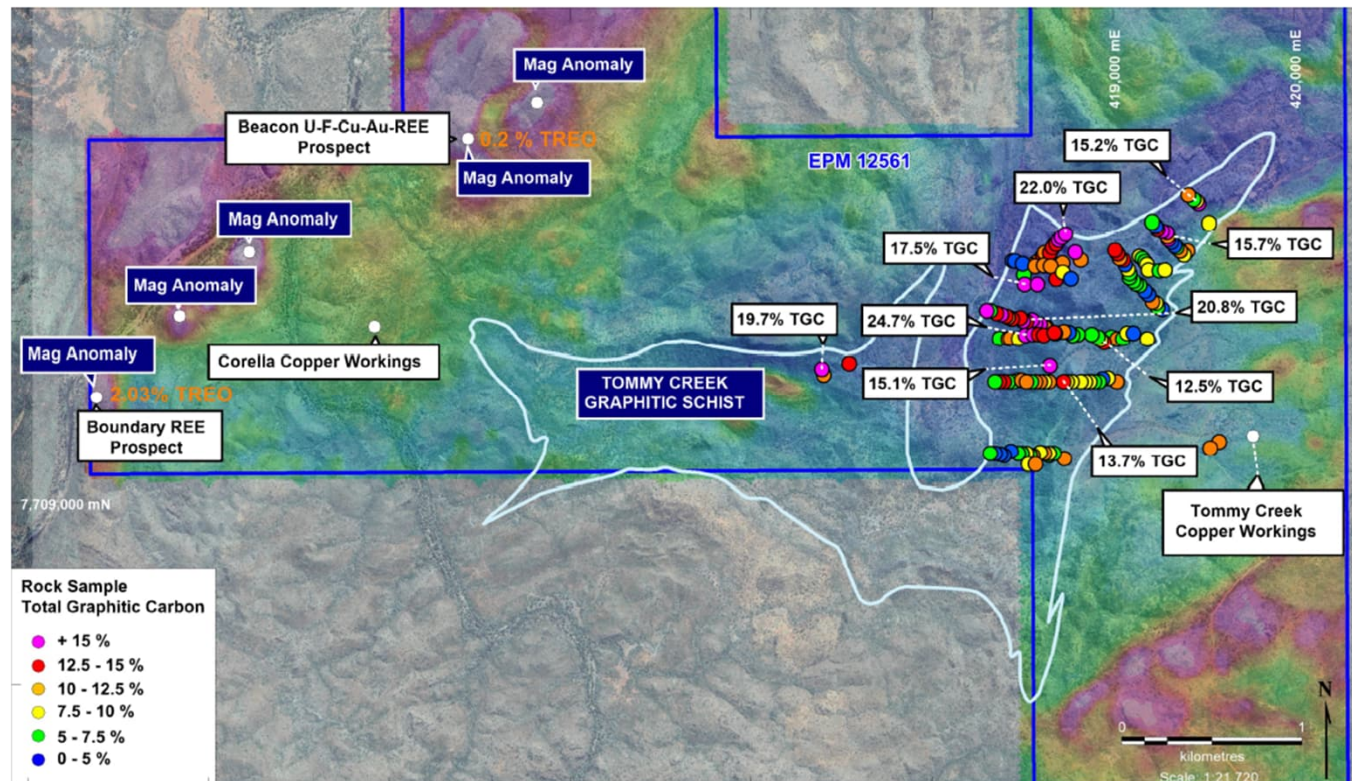 419,000 mE
420,000 mE
Mag Anomaly
Beacon U-F-Cu-Au-REE
Prospect
0.2 % TREO
Mag Anomaly
EPM 12561
15.2% TGC
22.0% TGC
Mag Anomaly
17.5% TGC
15.7% TGC
Mag Anomaly
19.7% TGC
24.7% TGC
20.8% TGC
Mag Anomaly
Corella Copper Workings
2.03% TREO
TOMMY CREEK
GRAPHITIC SCHIST
15.1% TGC
12.5% TGC
Boundary REE
Prospect
13.7% TGC
7,709,000 mN
Tommy Creek
Copper Workings
Rock Sample
Total Graphitic Carbon
+ 15 %
12.5 - 15 %
10 - 12.5 %
7.5 - 10 %
5 - 7.5 %
0 - 5 %
N
0 1
kilometres
Scale: 1:21,720